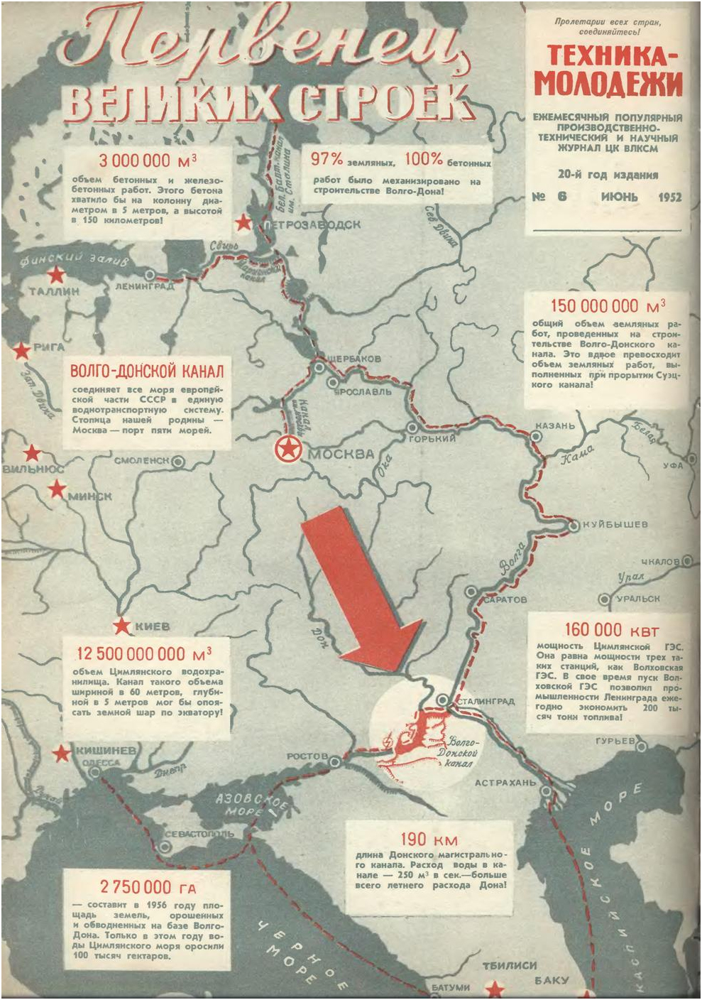 Первенец
ВЕЛИКИХ СТРОЕК
Пролетарии всех стран,
соединяйтесь!
ТЕХНИКА-
МОЛОДЕЖИ
ЕЖЕМЕСЯЧНЫЙ ПОПУЛЯРНЫЙ
ПРОИЗВОДСТВЕННО-
ТЕХНИЧЕСКИЙ И НАУЧНЫЙ
ЖУРНАЛ ЦК ВЛКСМ
20-й год издания
№ 6 ИЮНЬ 1952
3 000 000 м³
объем бетонных и железо-
бетонных работ. Этого бетона
хватило бы на колонну диа-
метром в 5 метров, а высотой
в 150 километров!
97% земляных, 100% бетонных
работ было механизировано на
строительстве Волго-Дона!
Бел. Балт. канал
им. Сталина
ПЕТРОЗАВОДСК
Сев. Двина
ФИНСКИЙ ЗАЛИВ
Свирь
Мариинский
канал
ТАЛЛИН
ЛЕНИНГРАД
150 000 000 м³
общий объем земляных ра-
бот, проведенных на строи-
тельстве Волго-Донского ка-
нала. Это вдвое превосходит
объем земляных работ, вы-
полненных при прорытии Суэц-
кого канала!
РИГА
Зап. Двина
ВОЛГО-ДОНСКОЙ КАНАЛ
соединяет все моря европей-
ской части СССР в единую
воднотранспортную систему.
Столица нашей родины —
Москва — порт пяти морей.
ЩЕРБАКОВ
ЯРОСЛАВЛЬ
Канал
им. Москвы
ГОРЬКИЙ
КАЗАНЬ
Кама
Белая
УФА
МОСКВА
Ока
СМОЛЕНСК
ВИЛЬНЮС
МИНСК
КУЙБЫШЕВ
Волга
ЧКАЛОВ
Урал
УРАЛЬСК
САРАТОВ
КИЕВ
Дон
12 500 000 000 м³
объем Цимлянского водохра-
нилища. Канал такого объема
шириной в 60 метров, глуби-
ной в 5 метров мог бы опоя-
сать земной шар по экватору!
160 000 квт
мощность Цимлянской ГЭС.
Она равна мощности трех та-
ких станций, как Волховская
ГЭС. В свое время пуск Вол-
ховской ГЭС позволил про-
мышленности Ленинграда еже-
годно экономить 200 ты-
сяч тонн топлива!
СТАЛИНГРАД
Волго-
Донской
канал
ГУРЬЕВ
КИШИНЕВ
ОДЕССА
Днепр
Дунай
РОСТОВ
АСТРАХАНЬ
АЗОВСКОЕ
МОРЕ
СЕВАСТОПОЛЬ
КАСПИЙСКОЕ МОРЕ
190 км
длина Донского магистрально-
го канала. Расход воды в ка-
нале — 250 м³ в сек.—больше
всего летнего расхода Дона!
2 750 000 га
— составит в 1956 году пло-
щадь земель, орошенных
и обводненных на базе Волго-
Дона. Только в этом году во-
ды Цимлянского моря оросили
100 тысяч гектаров.
ЧЕРНОЕ
МОРЕ
ТБИЛИСИ
БАТУМИ
БАКУ